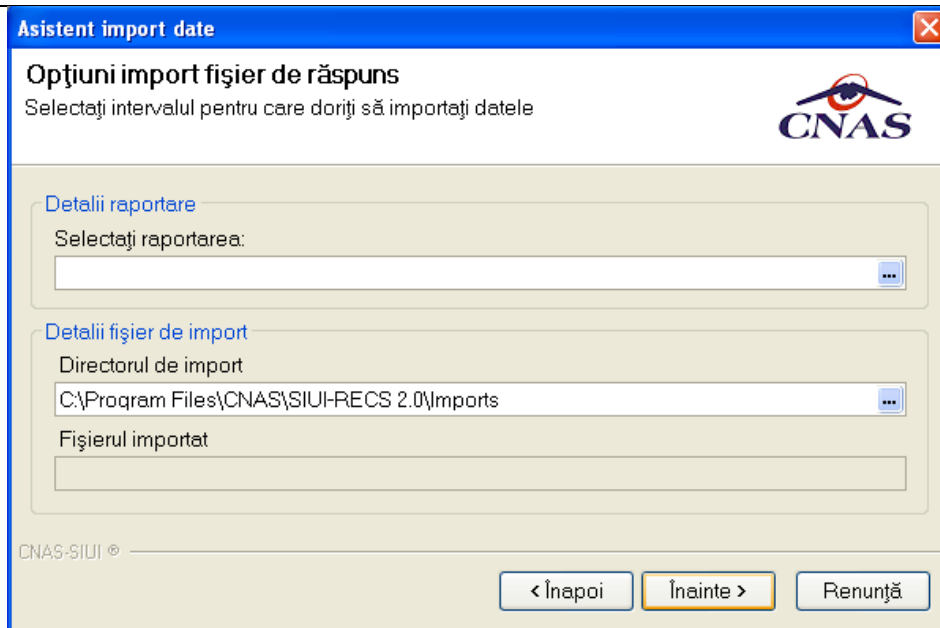 Asistent import date
Opţiuni import fişier de răspuns
Selectaţi intervalul pentru care doriţi să importaţi datele
CNAS
Detalii raportare
Selectaţi raportarea:
...
Detalii fişier de import
Directorul de import
C:\Program Files\CNAS\SIUI-RECS 2.0\Imports
...
Fişierul importat
CNAS-SIUI ®
< Înapoi
Înainte >
Renunţă